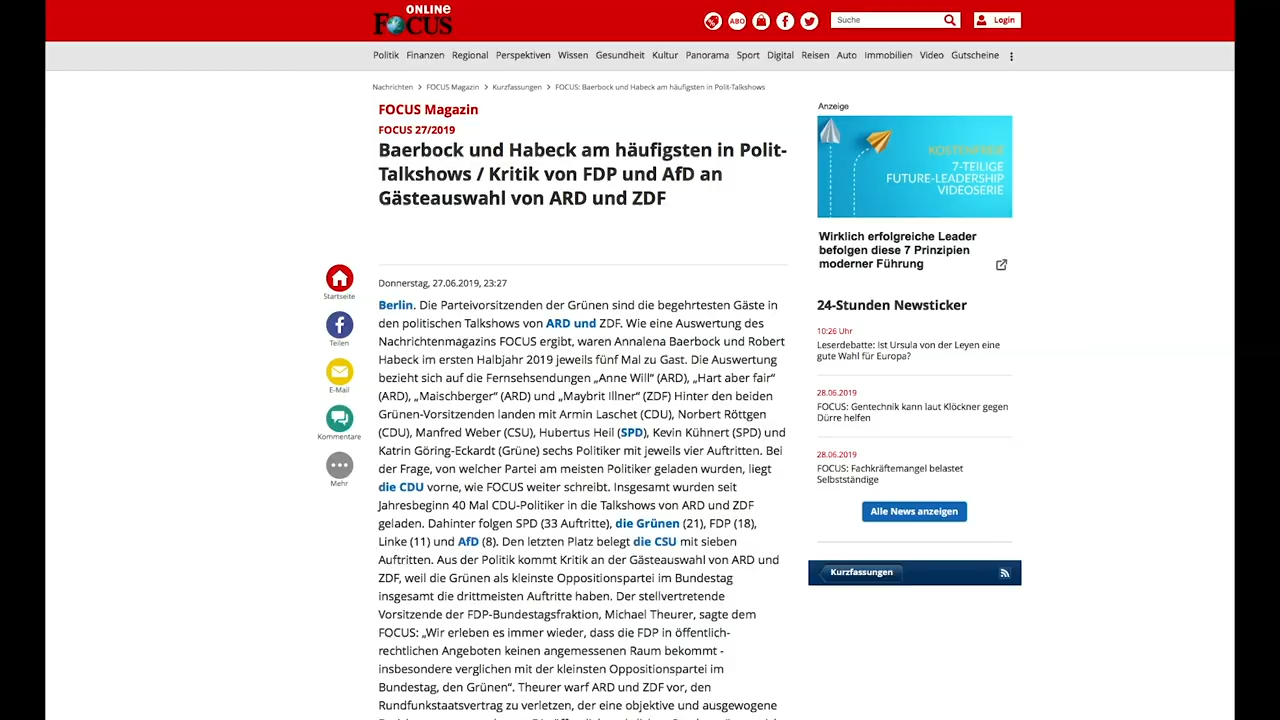 ONLINE
FOCUS
ABO
Suche
Login
Politik Finanzen Regional Perspektiven Wissen Gesundheit Kultur Panorama Sport Digital Reisen Auto Immobilien Video Gutscheine
Nachrichten > FOCUS Magazin > Kurzfassungen > FOCUS: Baerbock und Habeck am häufigsten in Polit-Talkshows
FOCUS Magazin
FOCUS 27/2019
Baerbock und Habeck am häufigsten in Polit-
Talkshows / Kritik von FDP und AfD an
Gästeauswahl von ARD und ZDF
Startseite
Teilen
E-Mail
Kommentare
Mehr
Donnerstag, 27.06.2019, 23:27
Berlin. Die Parteivorsitzenden der Grünen sind die begehrtesten Gäste in
den politischen Talkshows von ARD und ZDF. Wie eine Auswertung des
Nachrichtenmagazins FOCUS ergibt, waren Annalena Baerbock und Robert
Habeck im ersten Halbjahr 2019 jeweils fünf Mal zu Gast. Die Auswertung
bezieht sich auf die Fernsehsendungen „Anne Will“ (ARD), „Hart aber fair“
(ARD), „Maischberger“ (ARD) und „Maybrit Illner“ (ZDF) Hinter den beiden
Grünen-Vorsitzenden landen mit Armin Laschet (CDU), Norbert Röttgen
(CDU), Manfred Weber (CSU), Hubertus Heil (SPD), Kevin Kühnert (SPD) und
Katrin Göring-Eckardt (Grüne) sechs Politiker mit jeweils vier Auftritten. Bei
der Frage, von welcher Partei am meisten Politiker geladen wurden, liegt
die CDU vorne, wie FOCUS weiter schreibt. Insgesamt wurden seit
Jahresbeginn 40 Mal CDU-Politiker in die Talkshows von ARD und ZDF
geladen. Dahinter folgen SPD (33 Auftritte), die Grünen (21), FDP (18),
Linke (11) und AfD (8). Den letzten Platz belegt die CSU mit sieben
Auftritten. Aus der Politik kommt Kritik an der Gästeauswahl von ARD und
ZDF, weil die Grünen als kleinste Oppositionspartei im Bundestag
insgesamt die drittmeisten Auftritte haben. Der stellvertretende
Vorsitzende der FDP-Bundestagsfraktion, Michael Theurer, sagte dem
FOCUS: „Wir erleben es immer wieder, dass die FDP in öffentlich-
rechtlichen Angeboten keinen angemessenen Raum bekommt -
insbesondere verglichen mit der kleinsten Oppositionspartei im
Bundestag, den Grünen“. Theurer warf ARD und ZDF vor, den
Rundfunkstaatsvertrag zu verletzen, der eine objektive und ausgewogene
Anzeige
KOSTENFREIE
7-TEILIGE
FUTURE-LEADERSHIP
VIDEOSERIE
Wirklich erfolgreiche Leader
befolgen diese 7 Prinzipien
moderner Führung
24-Stunden Newsticker
10:26 Uhr
Leserdebatte: Ist Ursula von der Leyen eine
gute Wahl für Europa?
28.06.2019
FOCUS: Gentechnik kann laut Klöckner gegen
Dürre helfen
28.06.2019
FOCUS: Fachkräftemangel belastet
Selbstständige
Alle News anzeigen
Kurzfassungen